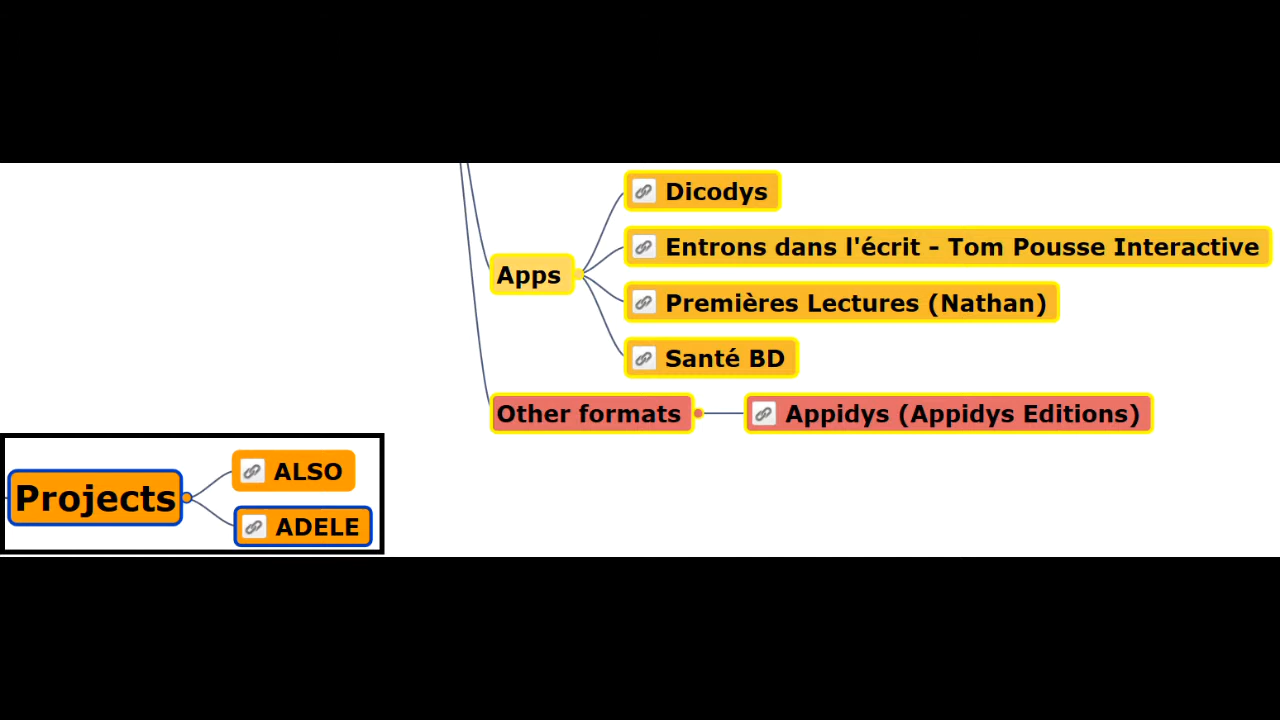 Dicodys
Entrons dans l'écrit - Tom Pousse Interactive
Apps
Premières Lectures (Nathan)
Santé BD
Other formats
Appidys (Appidys Editions)
Projects
ALSO
ADELE